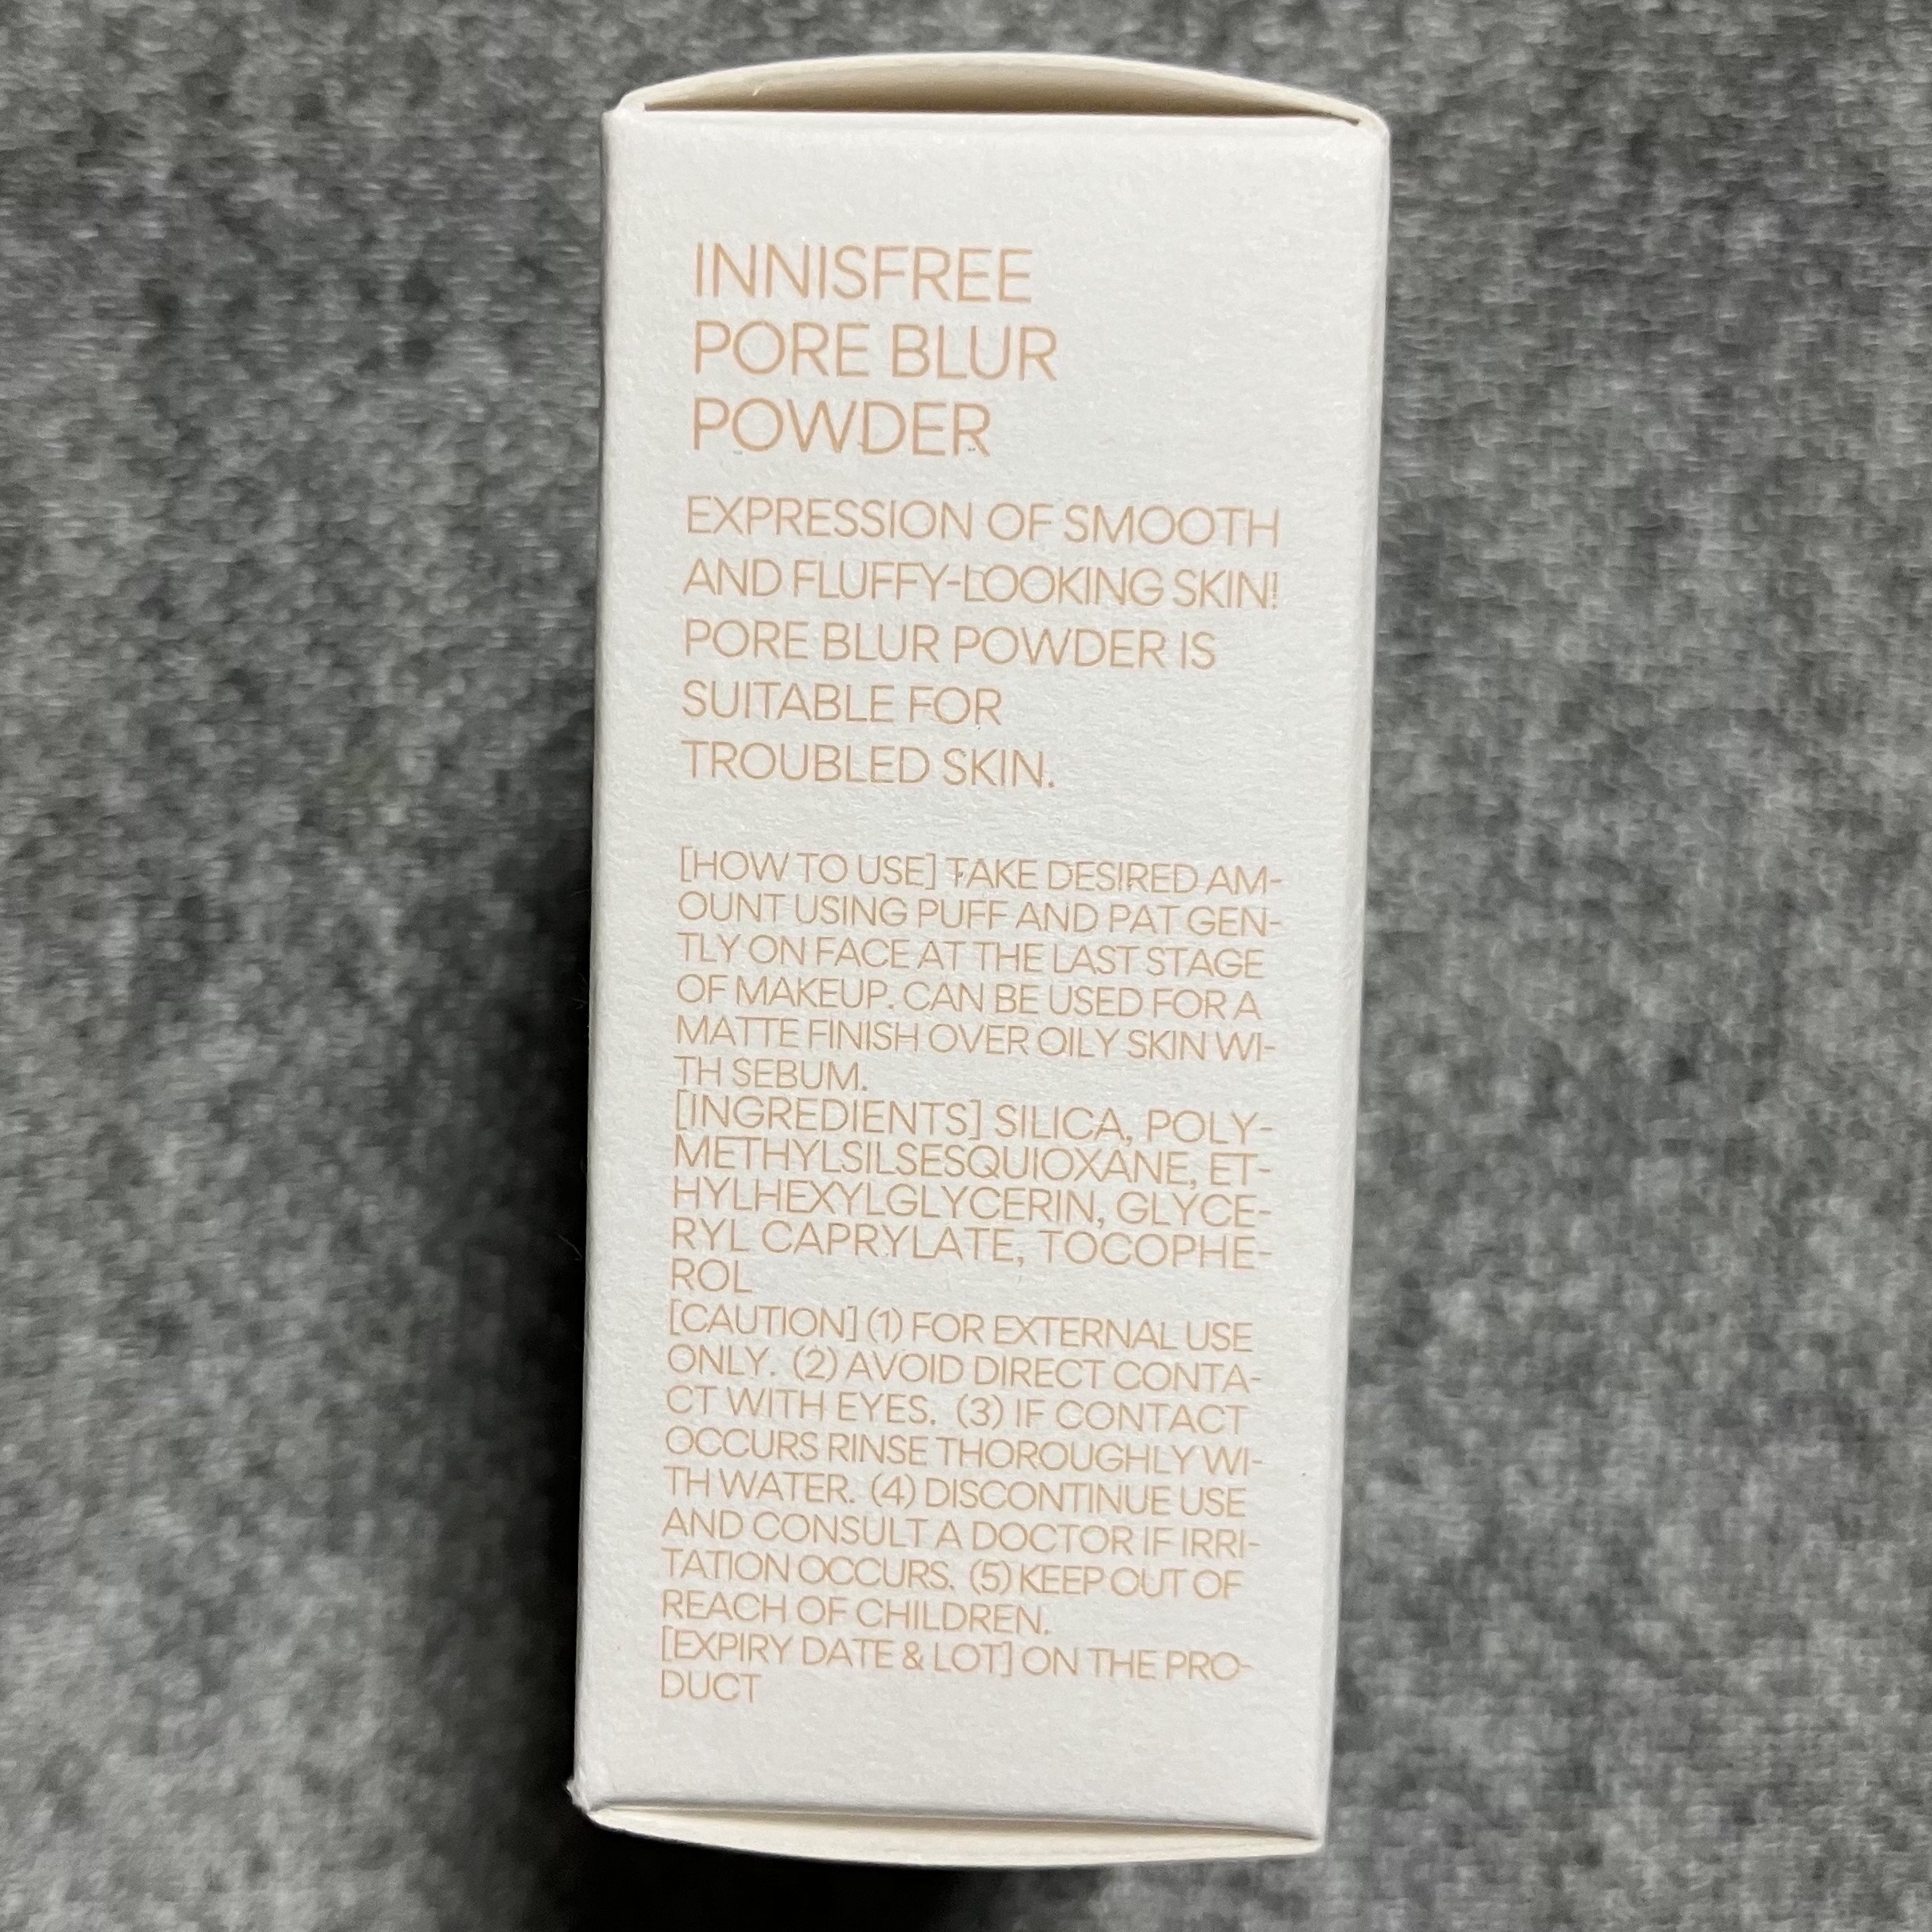 INNISFREE
PORE BLUR
POWDER
EXPRESSION OF SMOOTH
AND FLUFFY-LOOKING SKIN!
PORE BLUR POWDER IS
SUITABLE FOR
TROUBLED SKIN.
[HOW TO USE] TAKE DESIRED AM-
OUNT USING PUFF AND PAT GEN-
TLY ON FACE AT THE LAST STAGE
OF MAKEUP. CAN BE USED FOR A
MATTE FINISH OVER OILY SKIN WI-
TH SEBUM.
[INGREDIENTS] SILICA, POLY-
METHYLSILSESQUIOXANE, ET-
HYLHEXYLGLYCERIN, GLYCE-
RYL CAPRYLATE, TOCOPHE-
ROL
[CAUTION] (1) FOR EXTERNAL USE
ONLY. (2) AVOID DIRECT CONTA-
CT WITH EYES. (3) IF CONTACT
OCCURS RINSE THOROUGHLY WI-
TH WATER. (4) DISCONTINUE USE
AND CONSULT A DOCTOR IF IRRI-
TATION OCCURS. (5) KEEP OUT OF
REACH OF CHILDREN.
[EXPIRY DATE & LOT] ON THE PRO-
DUCT